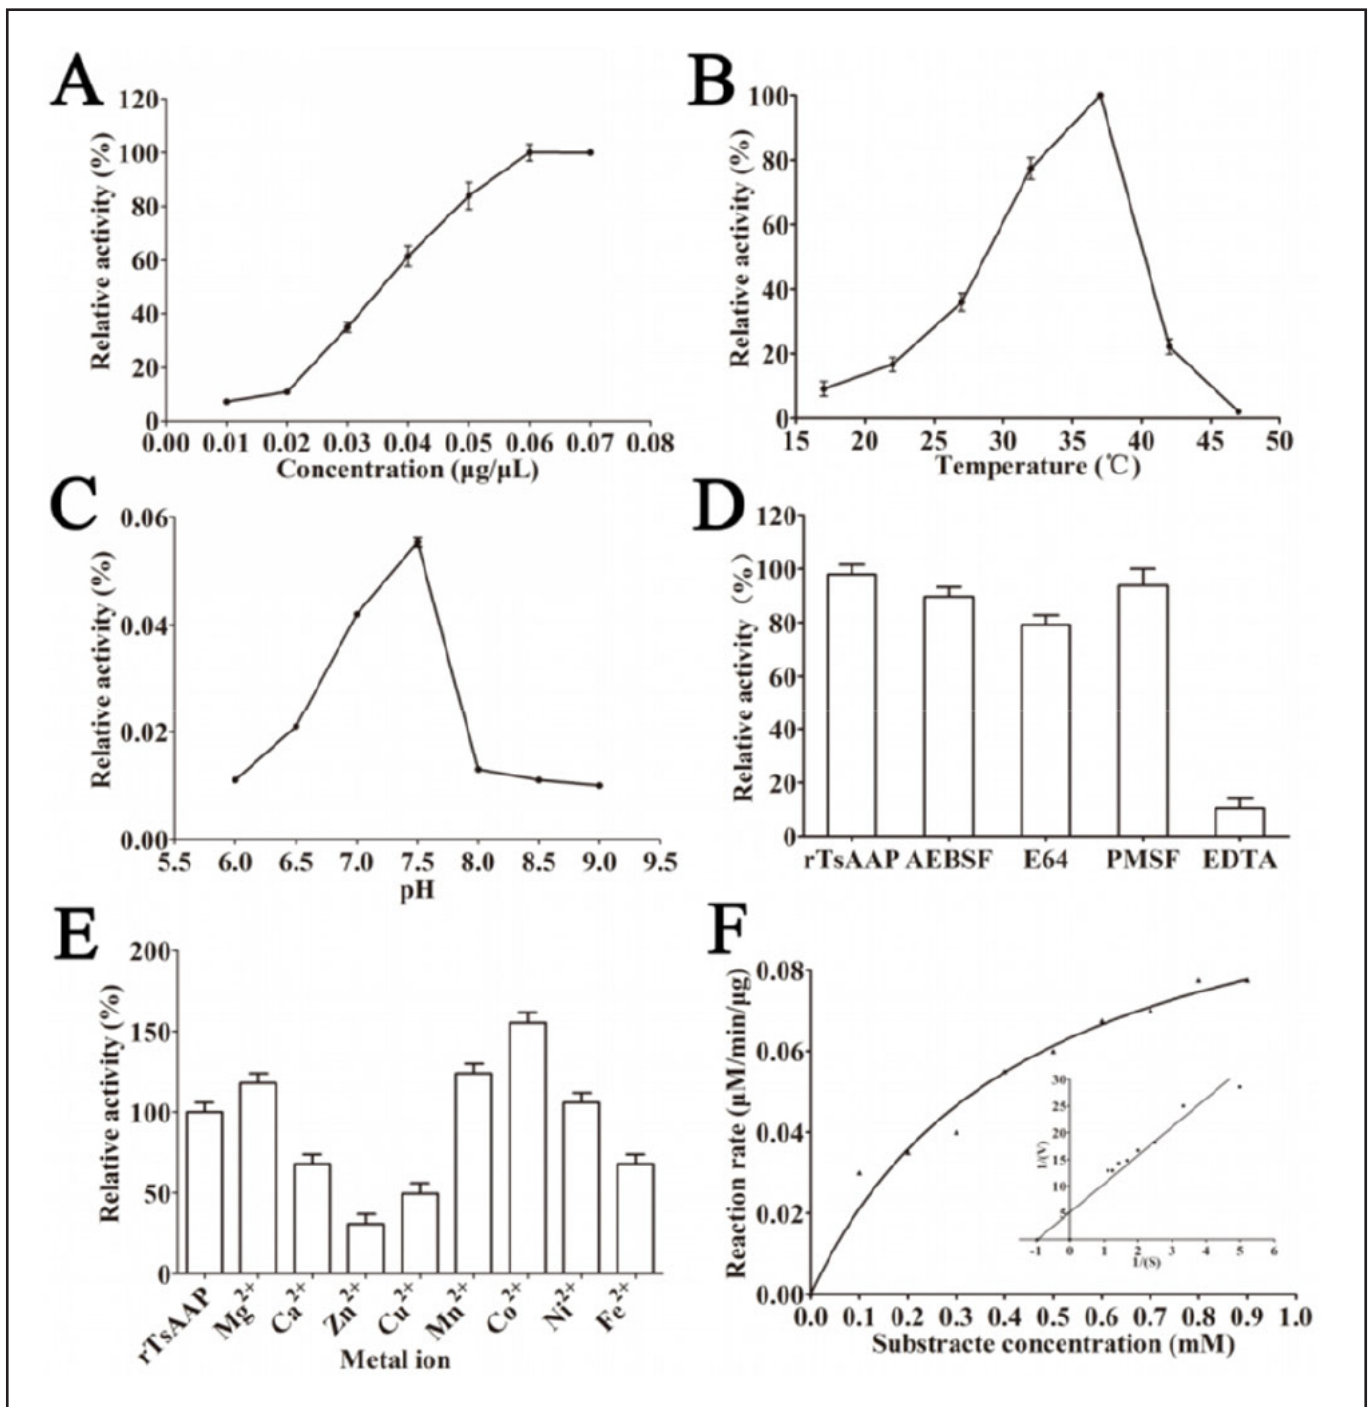 A
120
100
80
60
40
20
0
Relative activity (%)
0.00 0.01 0.02 0.03 0.04 0.05 0.06 0.07 0.08
Concentration (μg/μL)
B
100
80
60
40
20
0
Relative activity (%)
15 20 25 30 35 40 45 50
Temperature (℃)
C
0.06
0.04
0.02
0.00
Relative activity (%)
5.5 6.0 6.5 7.0 7.5 8.0 8.5 9.0 9.5
pH
D
120
100
80
60
40
20
0
Relative activity (%)
rTsAAP AEBSF E64 PMSF EDTA
E
200
150
100
50
0
Relative activity (%)
rTsAAP Mg²⁺ Ca²⁺ Zn²⁺ Cu²⁺ Mn²⁺ Co²⁺ Ni²⁺ Fe²⁺
Metal ion
F
0.08
0.06
0.04
0.02
0.00
Reaction rate (μM/min/μg)
30
25
20
15
10
5
1/(V)
-1 0 1 2 3 4 5 6
1/(S)
0.0 0.1 0.2 0.3 0.4 0.5 0.6 0.7 0.8 0.9 1.0
Substracte concentration (mM)